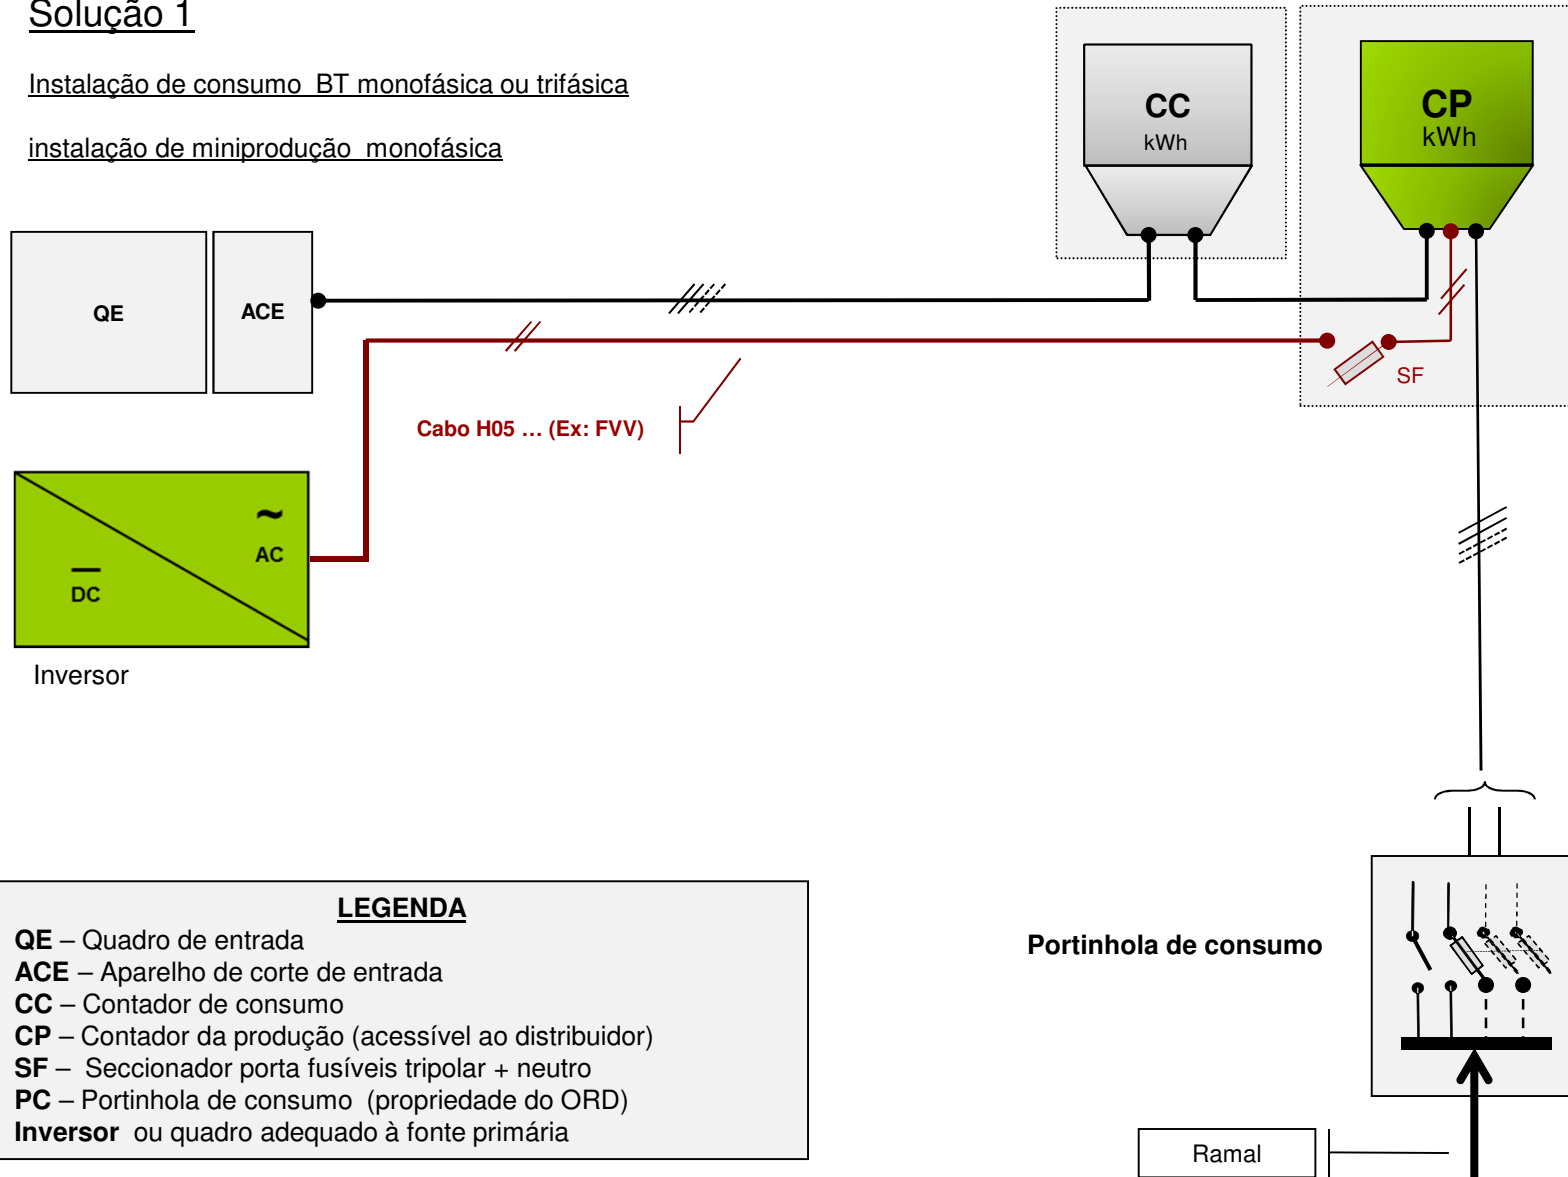 Solução 1
Instalação de consumo BT monofásica ou trifásica
instalação de miniprodução monofásica
CC
kWh
CP
kWh
QE
ACE
SF
Cabo H05 … (Ex: FVV)
~
AC
DC
Inversor
LEGENDA
QE – Quadro de entrada
ACE – Aparelho de corte de entrada
CC – Contador de consumo
CP – Contador da produção (acessível ao distribuidor)
SF – Seccionador porta fusíveis tripolar + neutro
PC – Portinhola de consumo (propriedade do ORD)
Inversor ou quadro adequado à fonte primária
Portinhola de consumo
Ramal